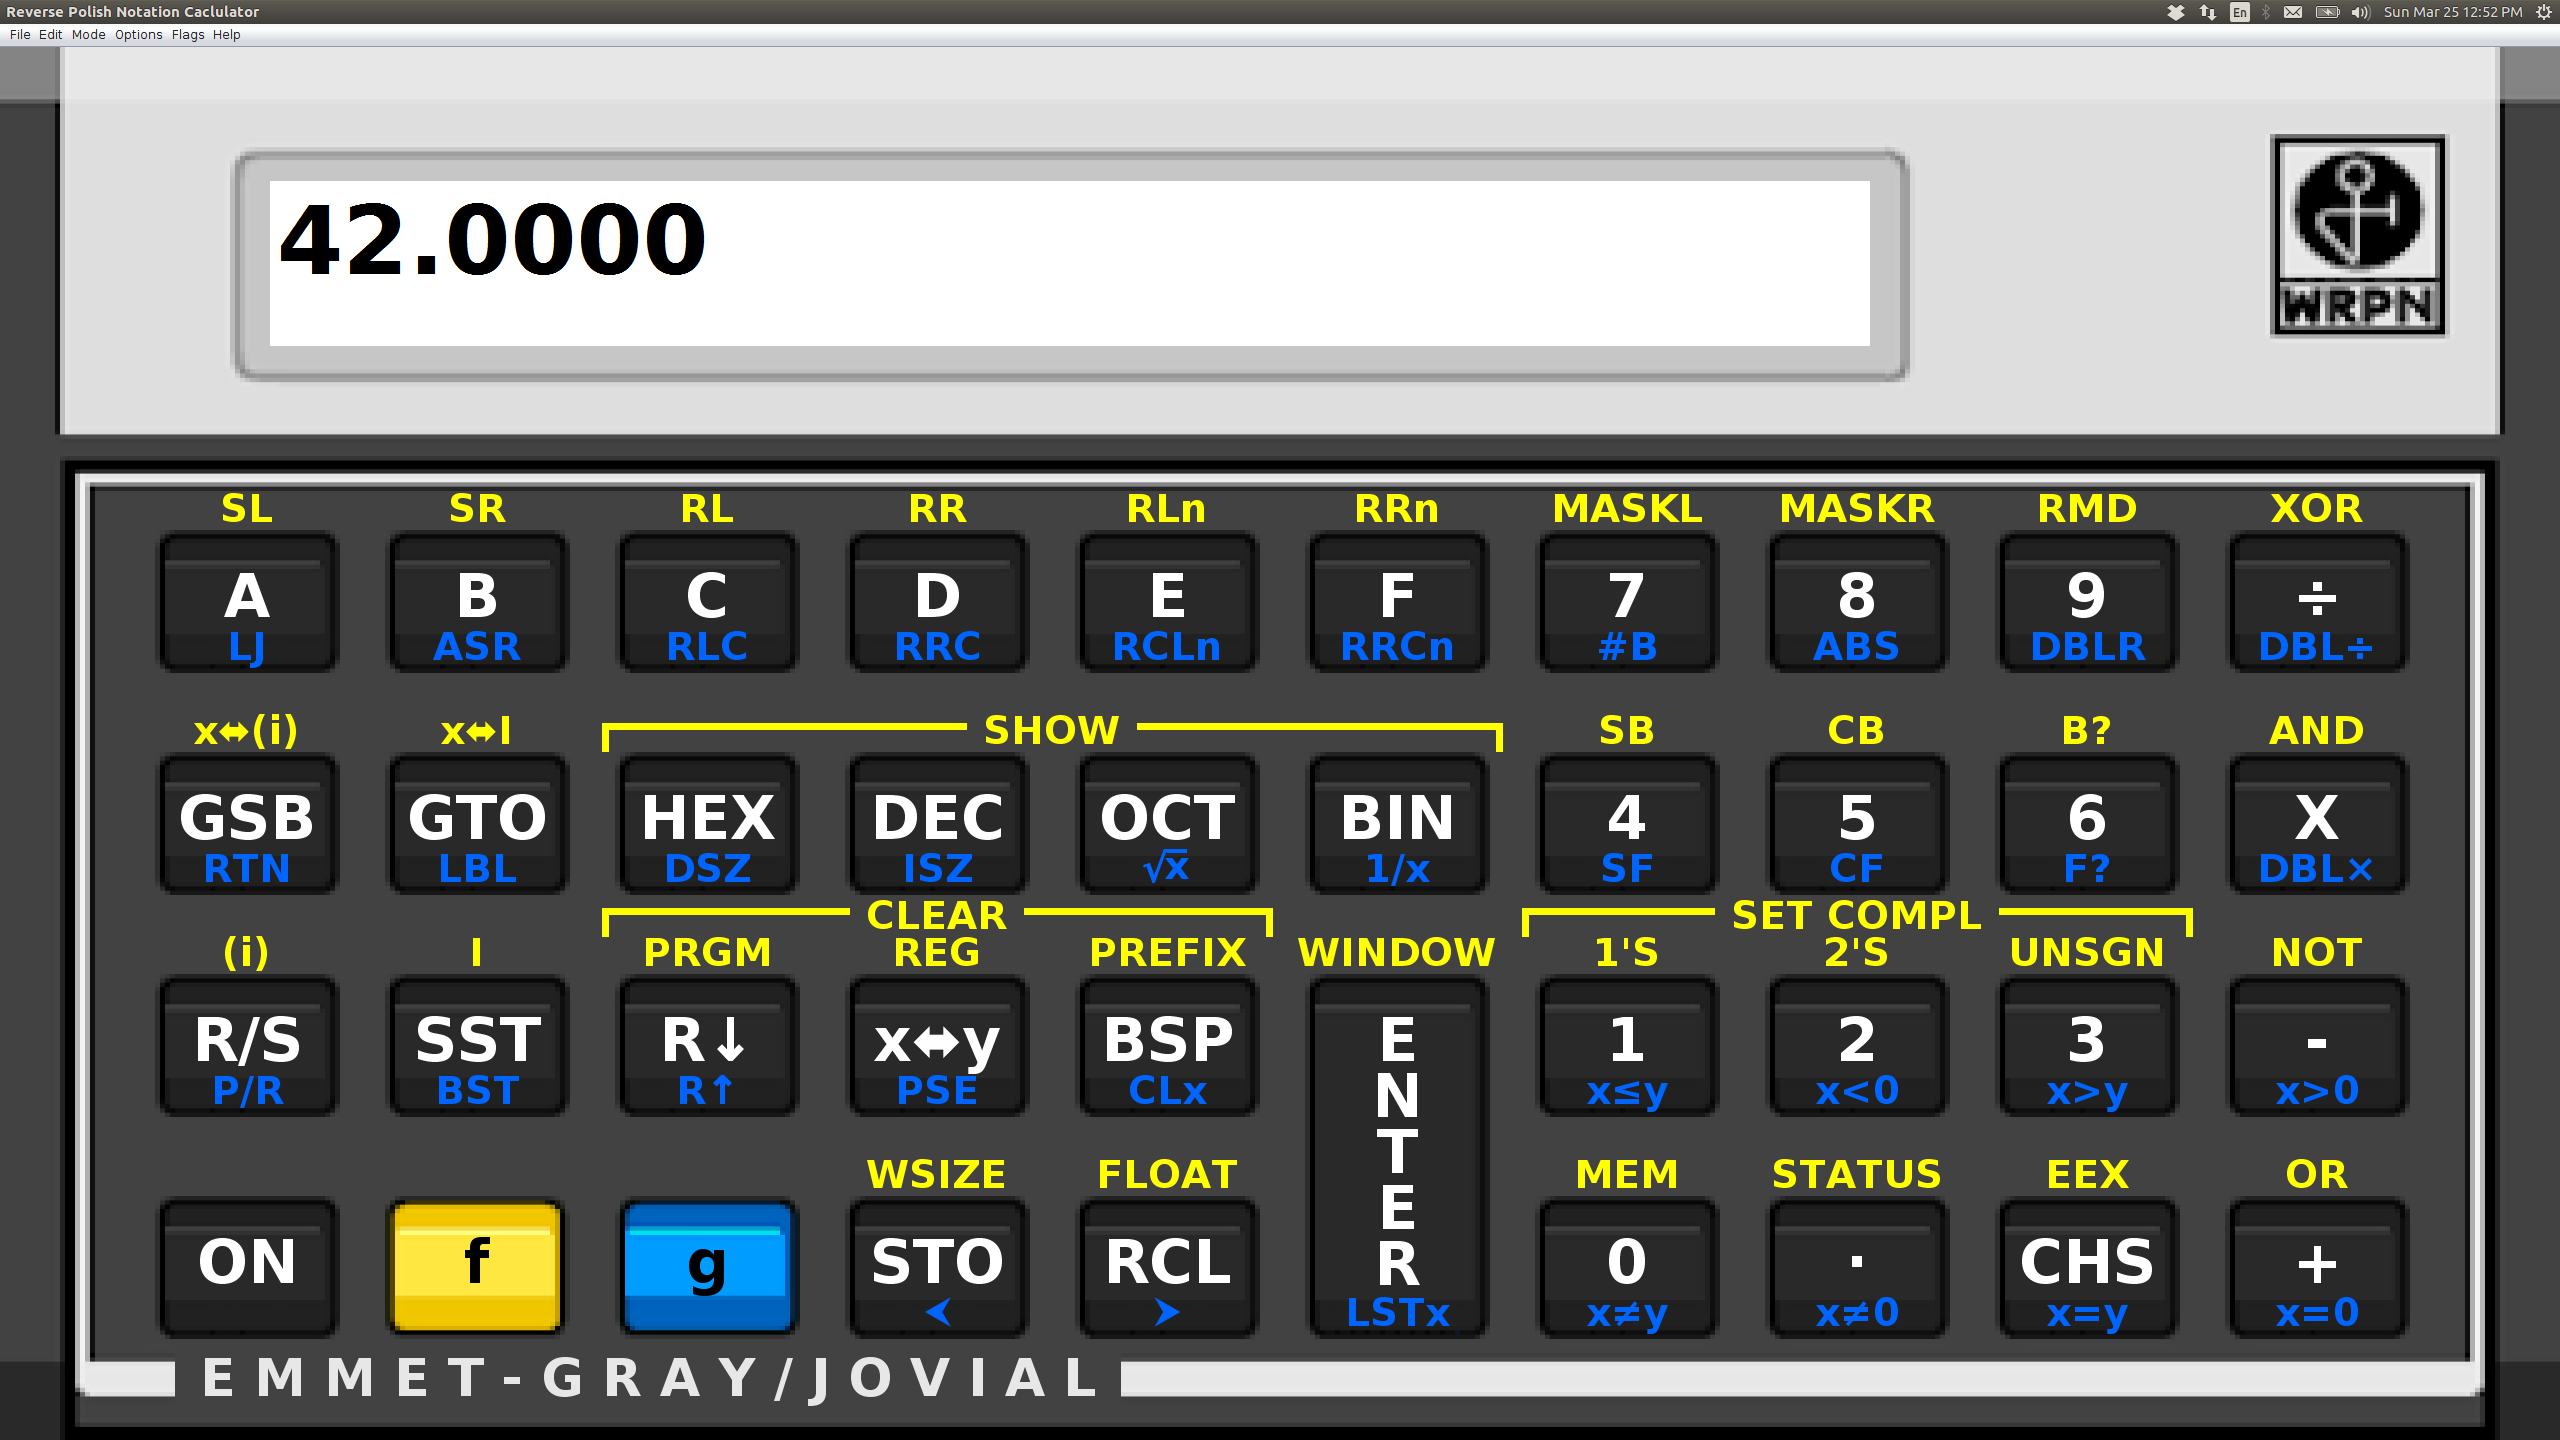 Reverse Polish Notation Caclulator
En
Sun Mar 25 12:52 PM
File Edit Mode Options Flags Help
42.0000
WRPN
SL SR RL RR RLn RRn MASKL MASKR RMD XOR
A B C D E F 7 8 9 ÷
LJ ASR RLC RRC RCLn RRCn #B ABS DBLR DBL÷
x⬌(i) x⬌I SHOW SB CB B? AND
GSB GTO HEX DEC OCT BIN 4 5 6 X
RTN LBL DSZ ISZ √x 1/x SF CF F? DBL×
CLEAR SET COMPL
(i) I PRGM REG PREFIX WINDOW 1'S 2'S UNSGN NOT
R/S SST R↓ x⬌y BSP ENTER 1 2 3 -
P/R BST R↑ PSE CLx x≤y x<0 x>y x>0
WSIZE FLOAT MEM STATUS EEX OR
ON f g STO RCL 0 · CHS +
⮜ ⮞ LSTx x≠y x≠0 x=y x=0
EMMET-GRAY/JOVIAL